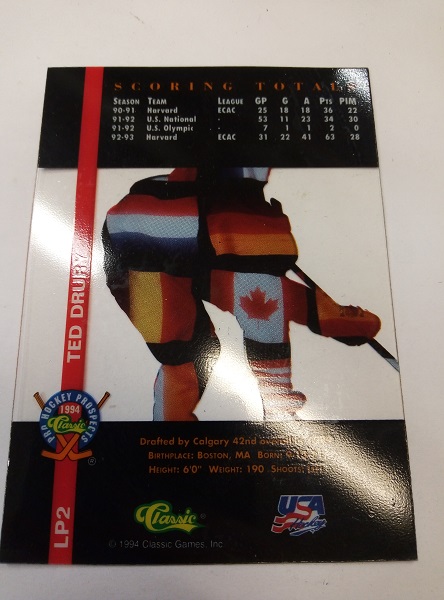 SCORING TOTALS
SEASON TEAM LEAGUE GP G A PTS PIM
90-91 Harvard ECAC 25 18 18 36 22
91-92 U.S. National - 53 11 23 34 30
91-92 U.S. Olympic - 7 1 1 2 0
92-93 Harvard ECAC 31 22 41 63 28
TED DRURY
PRO HOCKEY PROSPECTS
1994
Classic
®
LP2
Drafted by Calgary 42nd
BIRTHPLACE: BOSTON, MA BORN:
HEIGHT: 6'0" WEIGHT: 190 SHOOTS:
Classic
USA
Hockey
© 1994 Classic Games, Inc.